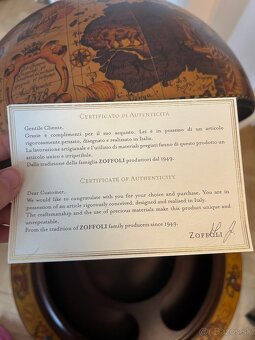 CERTIFICATO DI AUTENTICITÀ
Gentile Cliente,
Grazie e complimenti per il suo acquisto. Lei è in possesso di un articolo
rigorosamente pensato, disegnato e realizzato in Italia.
La lavorazione artigianale e l'utilizzo di materiali pregiati fanno di questo prodotto un
articolo unico e irripetibile.
Dalla tradizione della famiglia ZOFFOLI produttori dal 1949.
CERTIFICATE OF AUTHENTICITY
Dear Customer,
We would like to congratulate with you for your choice and purchase. You are in
possession of an article rigorously conceived, designed and realised in Italy.
The craftsmanship and the use of precious materials make this product unique and
unrepeatable.
From the tradition of ZOFFOLI family producers since 1949.
ZOFFOLI